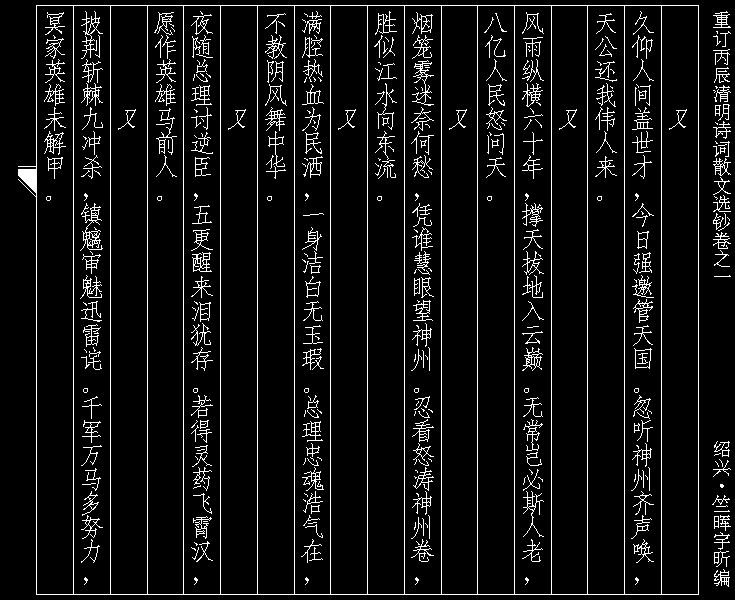 重订丙辰清明诗词散文选钞卷之一
绍兴·竺晖宇昕编
又
久仰人间盖世才，今日强邀管天国。忽听神州齐声唤，
天公还我伟人来。
又
风雨纵横六十年，撑天拔地入云巅。无常岂必斯人老，
八亿人民怒问天。
又
烟笼雾迷奈何愁，凭谁慧眼望神州。忍看怒涛神州卷，
胜似江水向东流。
又
满腔热血为民洒，一身洁白无玉瑕。总理忠魂浩气在，
不教阴风舞中华。
又
夜随总理讨逆臣，五更醒来泪犹存。若得灵药飞霄汉，
愿作英雄马前人。
又
披荆斩棘九冲杀，镇魑审魅迅雷诧。千军万马多努力，
冥家英雄未解甲。